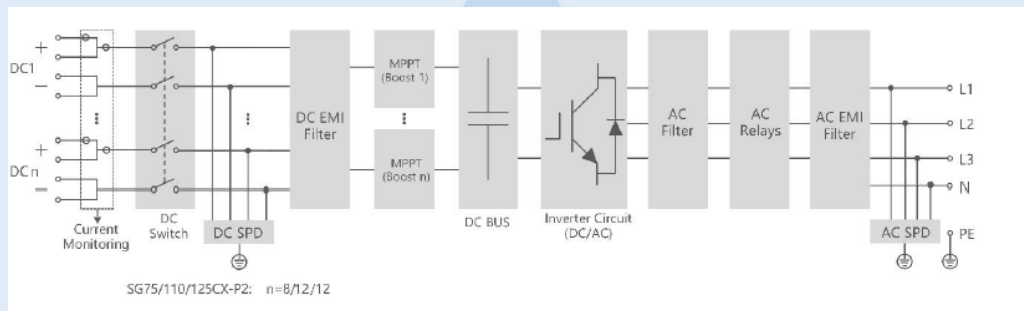 +
DC1
−
+
DCn
−
Current
Monitoring
DC
Switch
DC SPD
DC EMI
Filter
MPPT
(Boost 1)
MPPT
(Boost n)
DC BUS
Inverter Circuit
(DC/AC)
AC
Filter
AC
Relays
AC EMI
Filter
L1
L2
L3
N
AC SPD
PE
SG75/110/125CX-P2: n=8/12/12